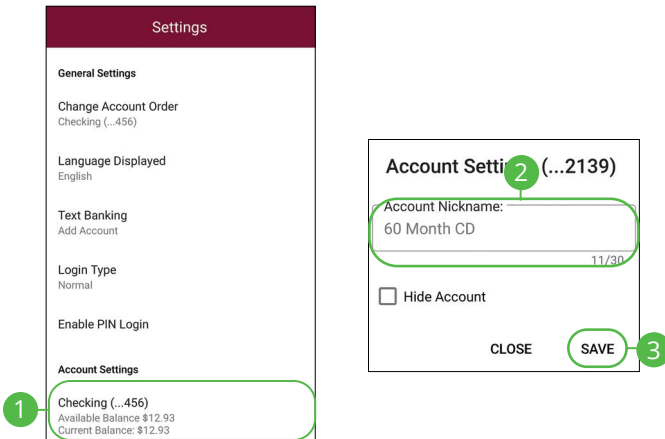 Settings
General Settings
Change Account Order
Checking (...456)
Language Displayed
English
Text Banking
Add Account
Login Type
Normal
Enable PIN Login
Account Settings
1
Checking (...456)
Available Balance $12.93
Current Balance: $12.93
Account Settin (...2139)
2
Account Nickname:
60 Month CD
11/30
Hide Account
CLOSE
SAVE
3